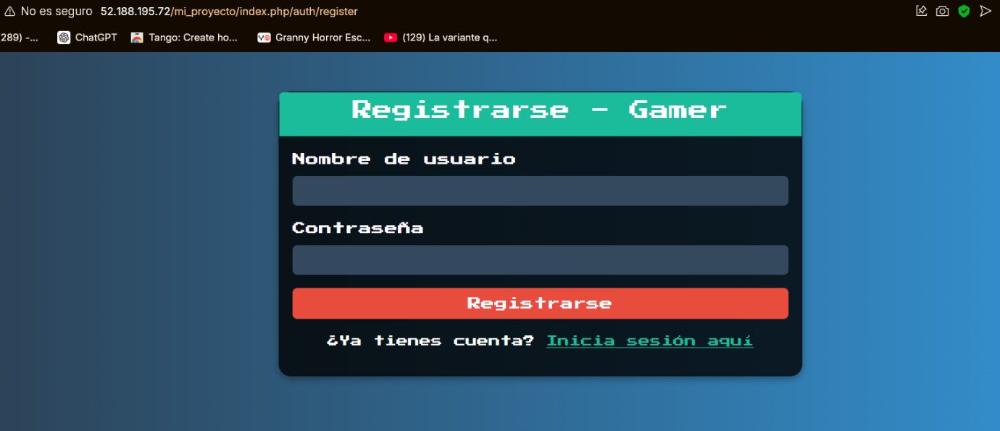 No es seguro 52.188.195.72/mi_proyecto/index.php/auth/register
289) -... ChatGPT Tango: Create ho... Granny Horror Esc... (129) La variante q...
Registrarse - Gamer
Nombre de usuario
Contraseña
Registrarse
¿Ya tienes cuenta? Inicia sesión aquí